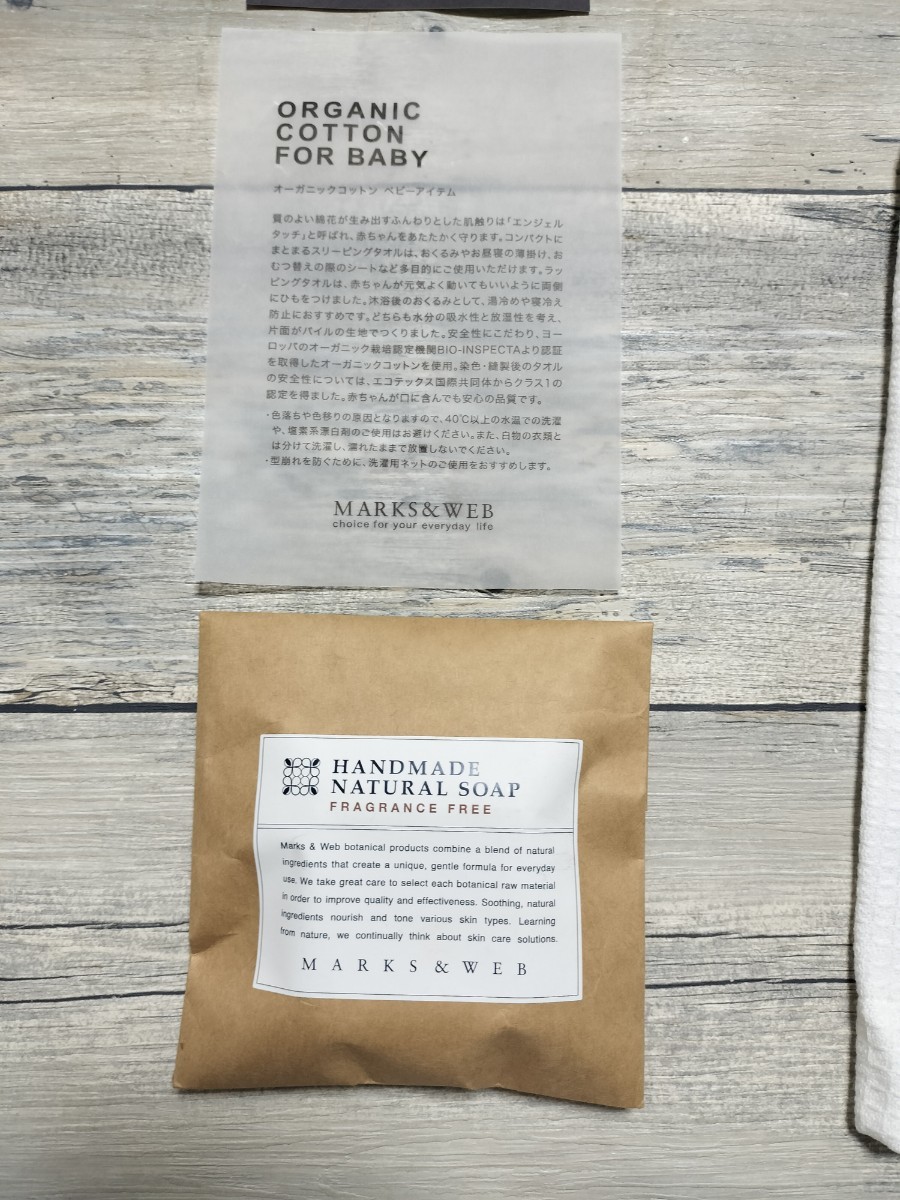 ORGANIC
COTTON
FOR BABY
オーガニックコットン ベビーアイテム
質のよい綿花が生み出すふんわりとした肌触りは「エンジェル
タッチ」と呼ばれ、赤ちゃんをあたたかく守ります。コンパクトに
まとまるスリーピングタオルは、おくるみやお昼寝の薄掛け、お
むつ替えの際のシートなど多目的にご使用いただけます。ラッ
ピングタオルは、赤ちゃんが元気よく動いてもいいように両側
にひもをつけました。沐浴後のおくるみとして、湯冷めや寝冷え
防止におすすめです。どちらも水分の吸水性と放湿性を考え、
片面がパイルの生地でつくりました。安全性にこだわり、ヨー
ロッパのオーガニック栽培認定機関BIO-INSPECTAより認証
を取得したオーガニックコットンを使用。染色・縫製後のタオル
の安全性については、エコテックス国際共同体からクラス1の
認定を得ました。赤ちゃんが口に含んでも安心の品質です。
・色落ちや色移りの原因となりますので、40℃以上の水温での洗濯
や、塩素系漂白剤のご使用はお避けください。また、白物の衣類と
は分けて洗濯し、濡れたままで放置しないでください。
・型崩れを防ぐために、洗濯用ネットのご使用をおすすめします。
MARKS&WEB
choice for your everyday life
HANDMADE
NATURAL SOAP
FRAGRANCE FREE
Marks & Web botanical products combine a blend of natural
ingredients that create a unique, gentle formula for everyday
use. We take great care to select each botanical raw material
in order to improve quality and effectiveness. Soothing, natural
ingredients nourish and tone various skin types. Learning
from nature, we continually think about skin care solutions.
MARKS&WEB